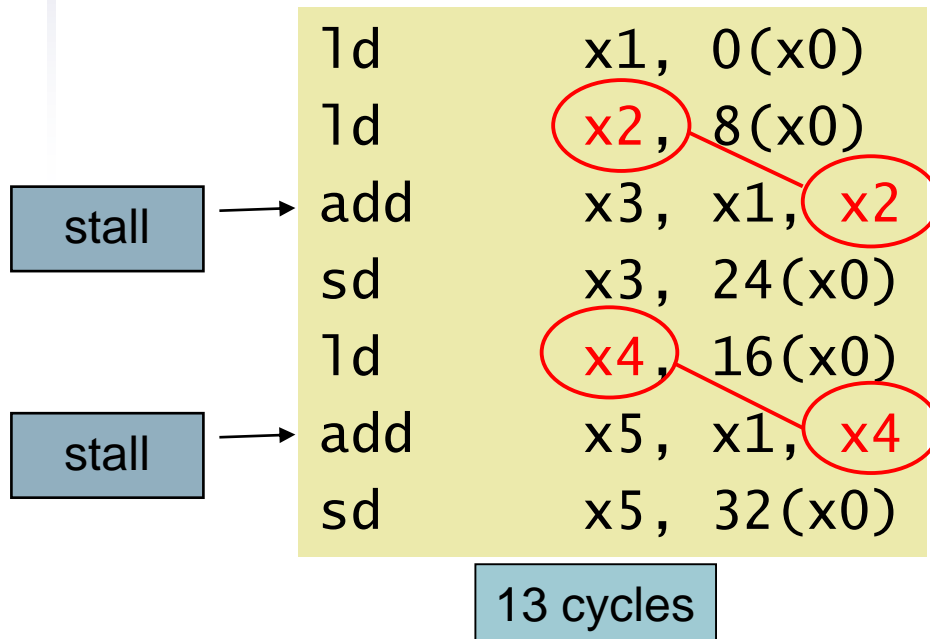 ld x1, 0(x0)
ld x2, 8(x0)
stall
add x3, x1, x2
sd x3, 24(x0)
ld x4, 16(x0)
stall
add x5, x1, x4
sd x5, 32(x0)
13 cycles